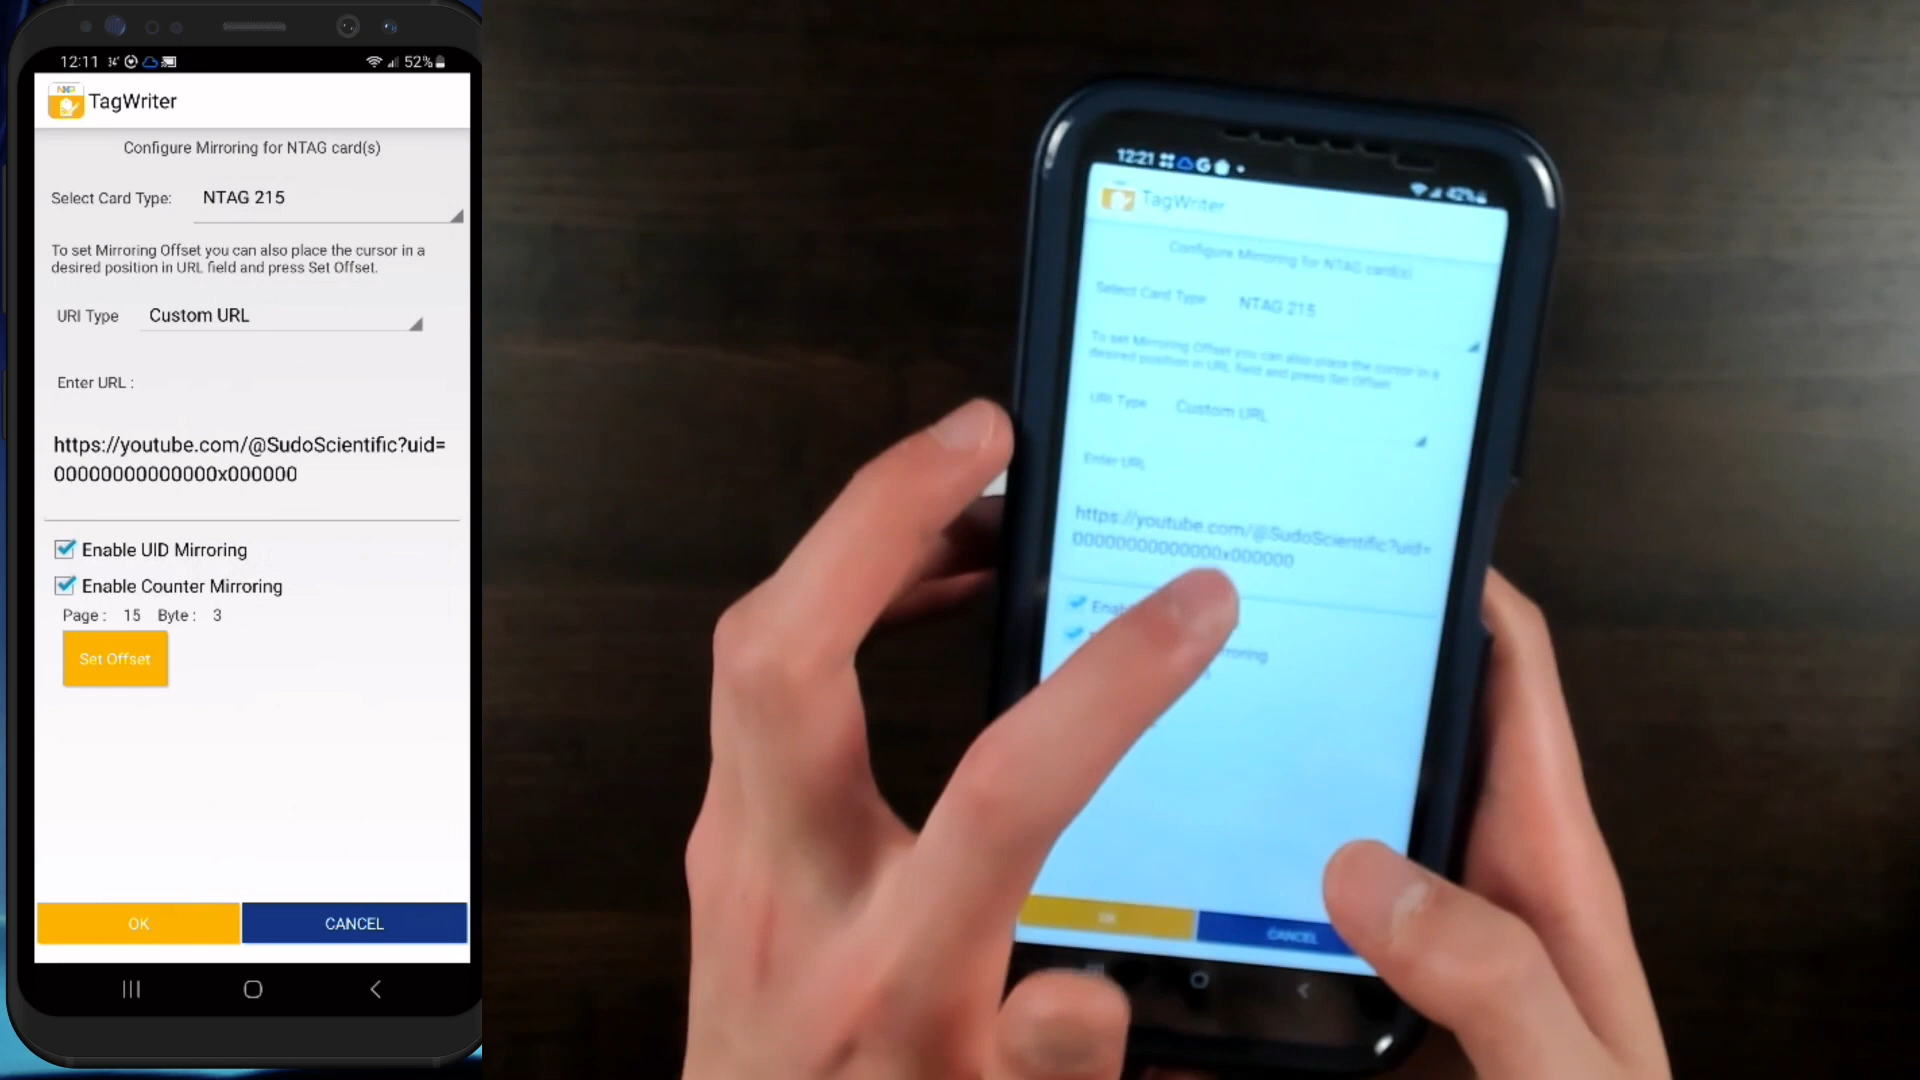 12:11 52%
NXP
TagWriter
Configure Mirroring for NTAG card(s)
Select Card Type: NTAG 215
To set Mirroring Offset you can also place the cursor in a
desired position in URL field and press Set Offset.
URI Type Custom URL
Enter URL :
https://youtube.com/@SudoScientific?uid=
00000000000000x000000
Enable UID Mirroring
Enable Counter Mirroring
Page : 15 Byte : 3
Set Offset
OK CANCEL
12:21 G 42%
TagWriter
Configure Mirroring for NTAG card(s)
Select Card Type NTAG 215
To set Mirroring Offset you can also place the cursor in a
desired position in URL field and press Set Offset
URI Type Custom URL
Enter URL
https://youtube.com/@SudoScientific?uid=
00000000000000x000000
OK CANCEL